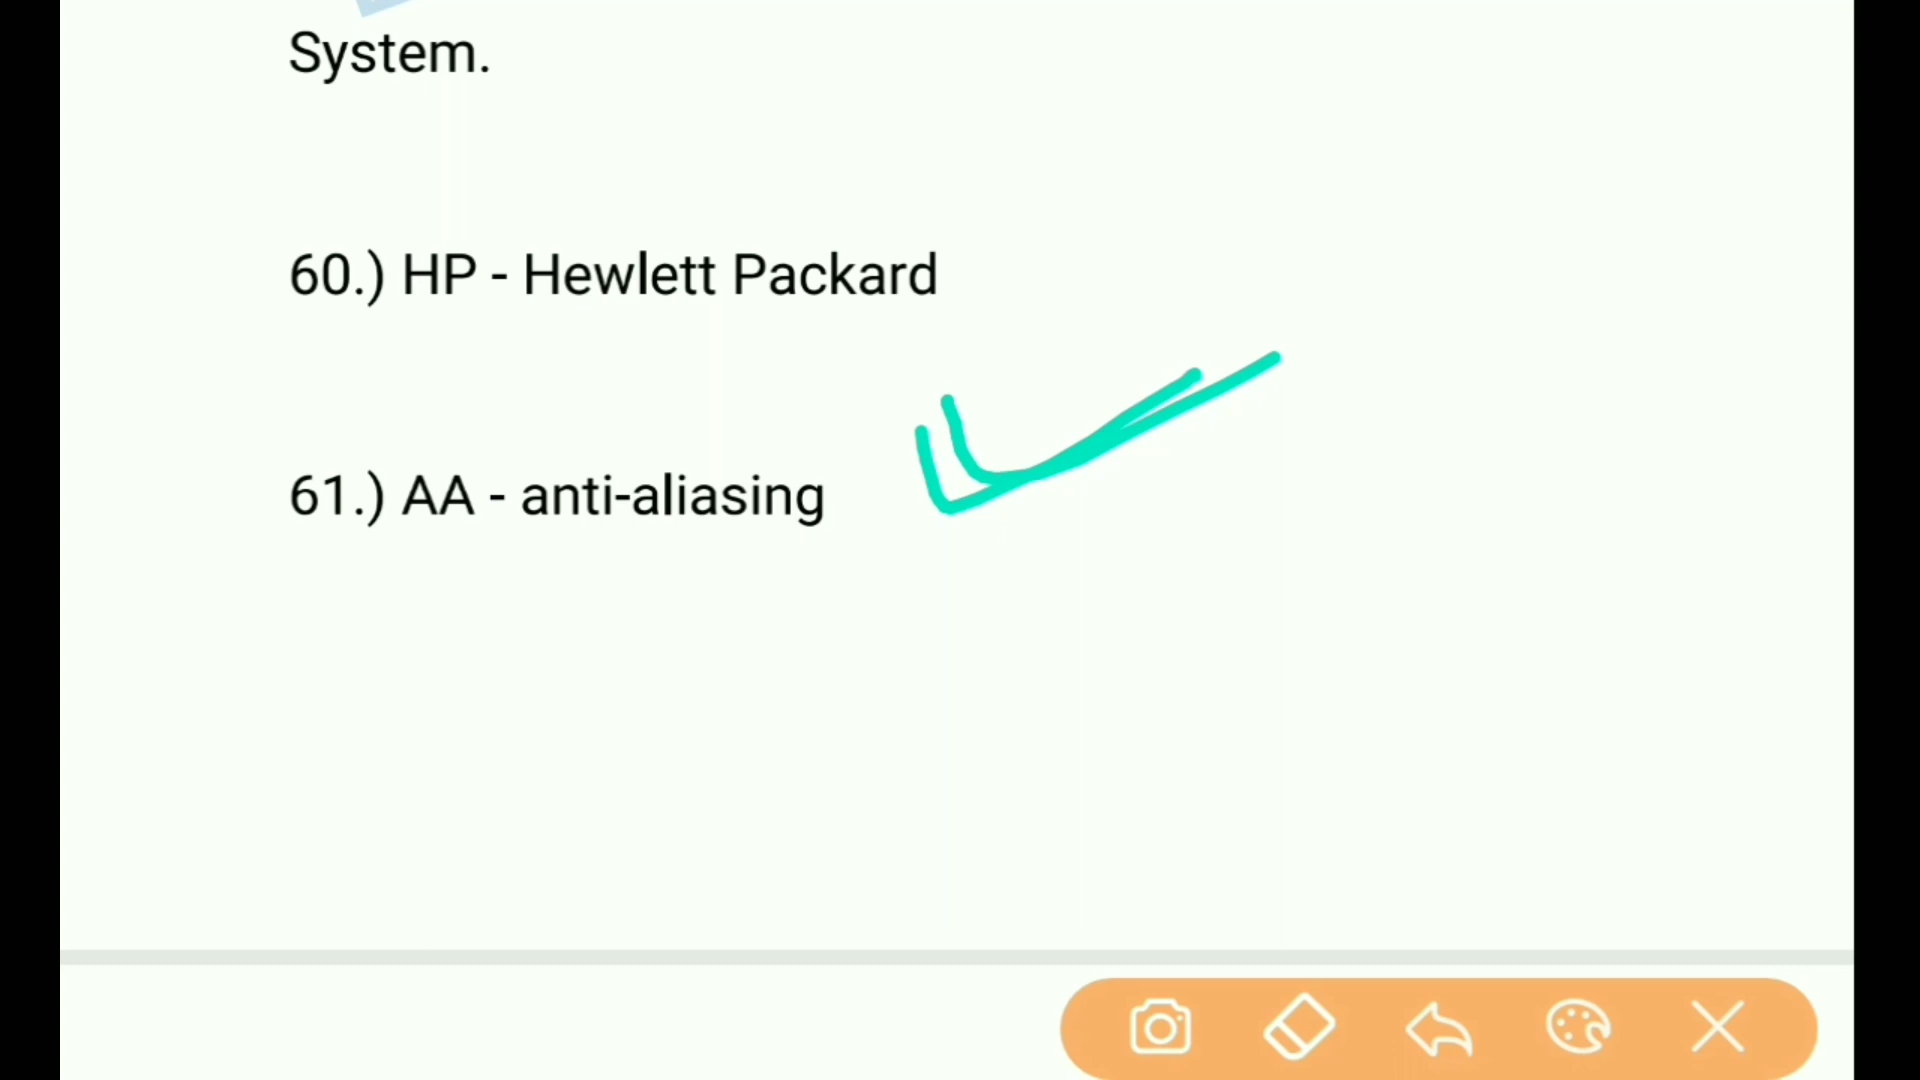 System.
60.) HP - Hewlett Packard
61.) AA - anti-aliasing